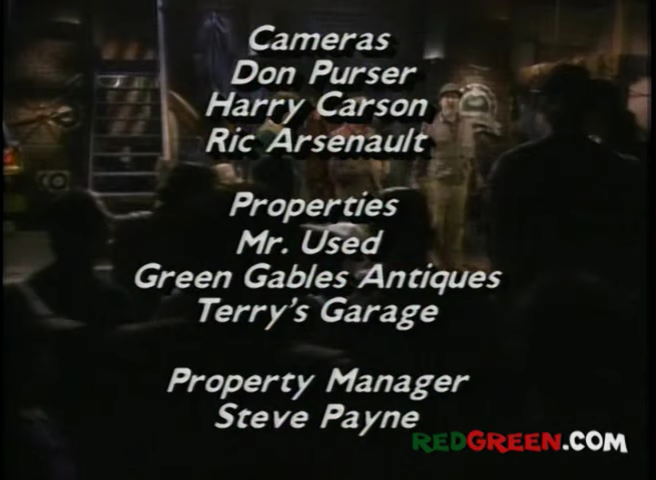 Cameras
Don Purser
Harry Carson
Ric Arsenault
Properties
Mr. Used
Green Gables Antiques
Terry's Garage
Property Manager
Steve Payne
REDGREEN.COM